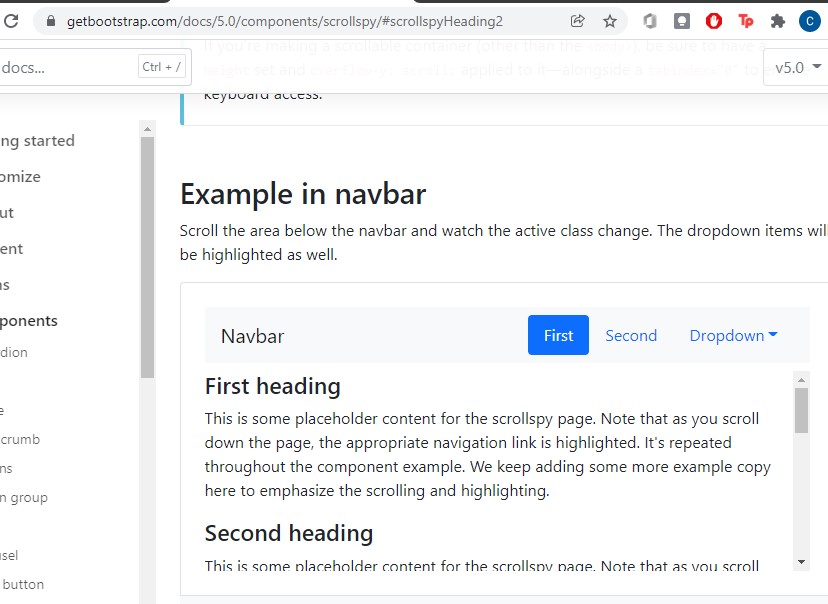 getbootstrap.com/docs/5.0/components/scrollspy/#scrollspyHeading2
Tp
C
docs...
Ctrl + /
v5.0
If you're making a scrollable container (other than the <body>), be sure to have a
height set and overflow-y: scroll; applied to it—alongside a tabindex="0" to
keyboard access.
ng started
omize
ut
ent
ns
ponents
dion
e
crumb
ns
n group
sel
button
Example in navbar
Scroll the area below the navbar and watch the active class change. The dropdown items will
be highlighted as well.
Navbar
First
Second
Dropdown
First heading
This is some placeholder content for the scrollspy page. Note that as you scroll
down the page, the appropriate navigation link is highlighted. It's repeated
throughout the component example. We keep adding some more example copy
here to emphasize the scrolling and highlighting.
Second heading
This is some placeholder content for the scrollspy page. Note that as you scroll